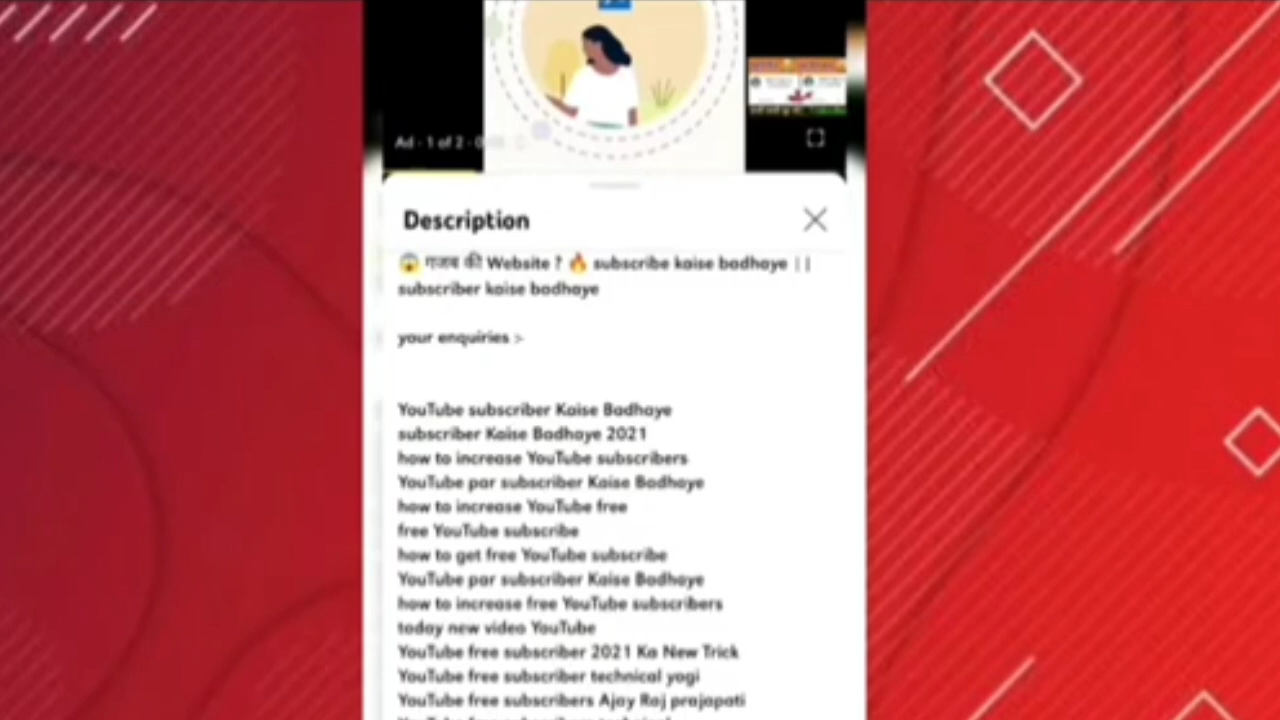 Ad · 1 of 2 ·
Description
😱 गजब की Website ? 🔥 subscribe kaise badhaye ||
subscriber kaise badhaye
your enquiries >
YouTube subscriber Kaise Badhaye
subscriber Kaise Badhaye 2021
how to increase YouTube subscribers
YouTube par subscriber Kaise Badhaye
how to increase YouTube free
free YouTube subscribe
how to get free YouTube subscribe
YouTube par subscriber Kaise Badhaye
how to increase free YouTube subscribers
today new video YouTube
YouTube free subscriber 2021 Ka New Trick
YouTube free subscriber technical yogi
YouTube free subscribers Ajay Raj prajapati